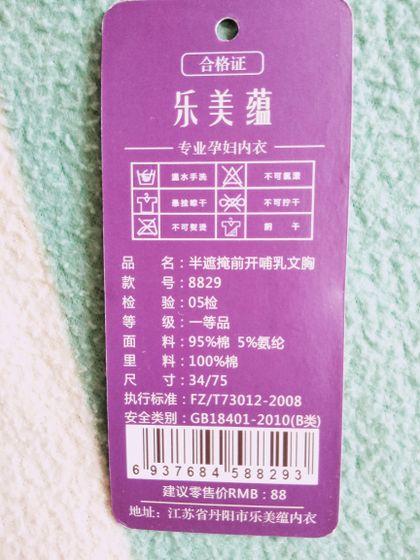 合格证
乐美蕴
专业孕妇内衣
温水手洗 不可氯漂
悬挂晾干 不可拧干
不可熨烫 阴干
品 名：半遮掩前开哺乳文胸
款 号：8829
检 验：05检
等 级：一等品
面 料：95%棉 5%氨纶
里 料：100%棉
尺 寸：34/75
执行标准：FZ/T73012-2008
安全类别：GB18401-2010(B类)
6 937684 588293
建议零售价RMB：88
地址：江苏省丹阳市乐美蕴内衣